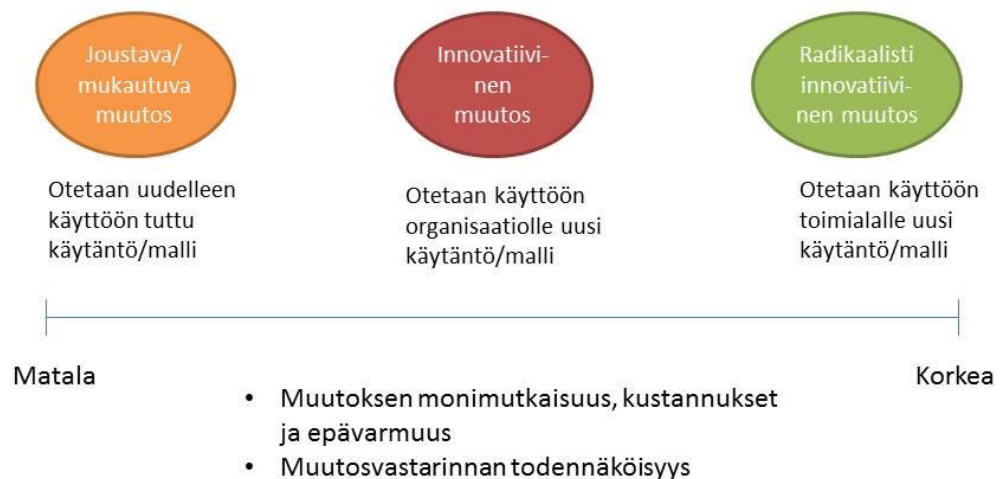 Joustava/
mukautuva
muutos
Innovatiivi-
nen
muutos
Radikaalisti
innovatiivi-
nen muutos
Otetaan uudelleen
käyttöön tuttu
käytäntö/malli
Otetaan käyttöön
organisaatiolle uusi
käytäntö/malli
Otetaan käyttöön
toimialalle uusi
käytäntö/malli
Matala
Korkea
• Muutoksen monimutkaisuus, kustannukset
ja epävarmuus
• Muutosvastarinnan todennäköisyys